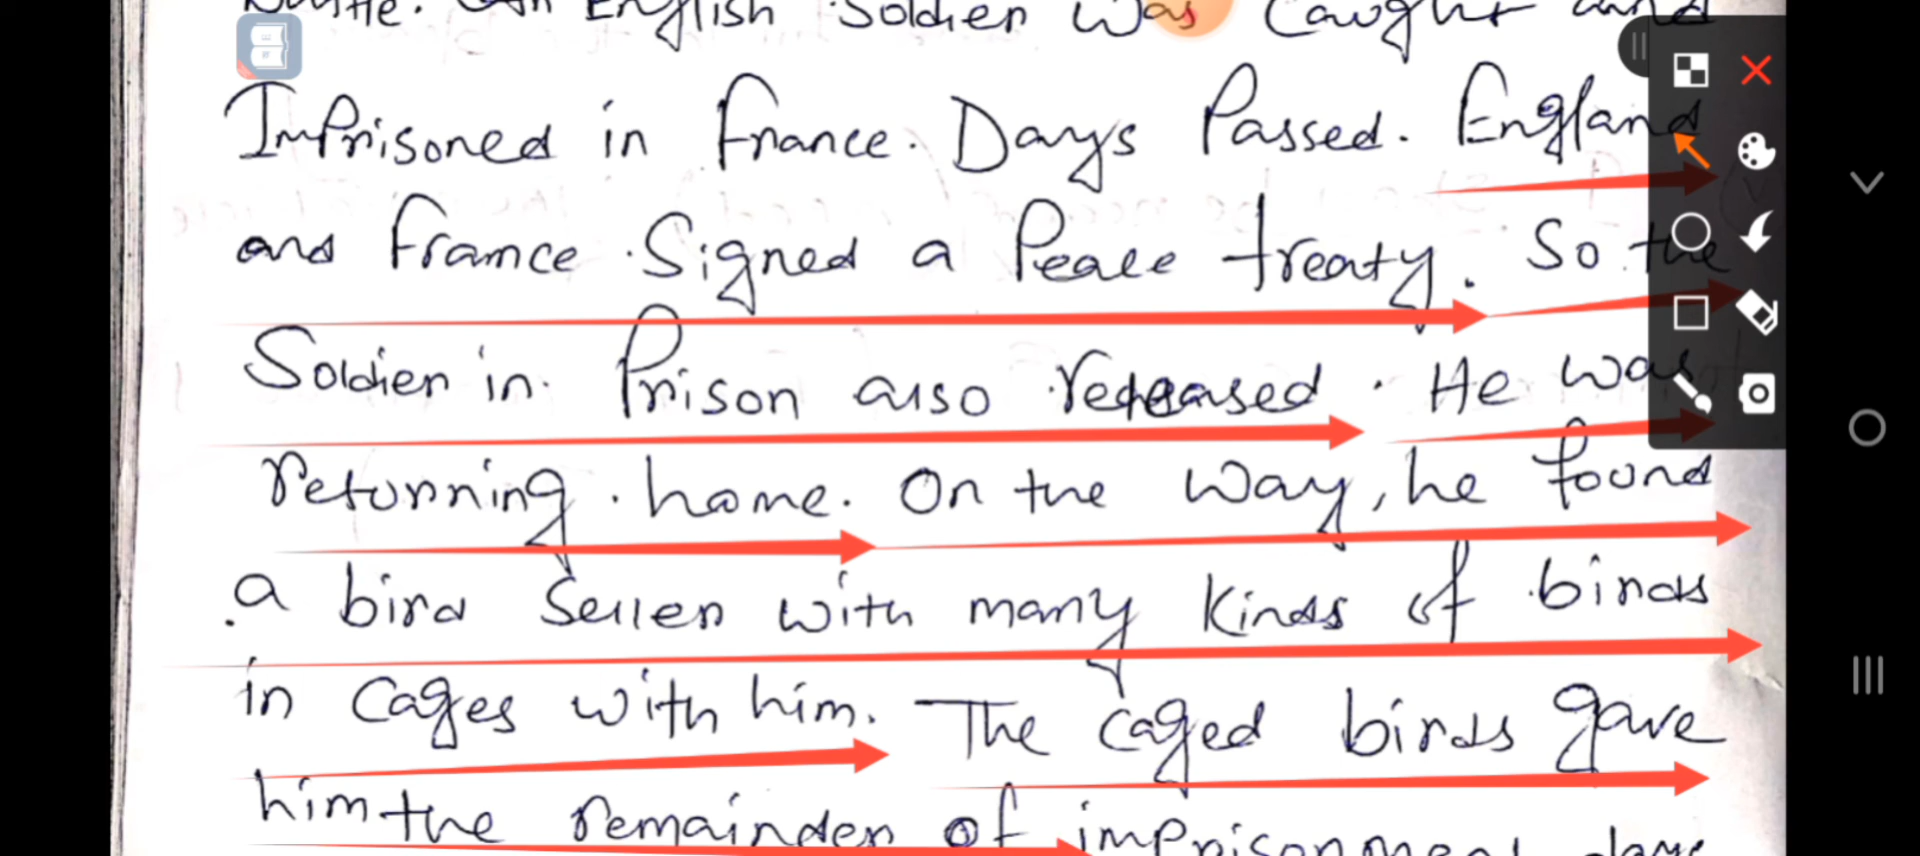 Battle. An English Soldier was caught and
Imprisoned in France. Days Passed. England
and France Signed a Peace treaty. So the
Soldier in Prison also released. He was
returning home. On the way, he found
a bird Seller with many Kinds of birds
in Cages with him. The caged birds gave
him the remainder of imprisonment days